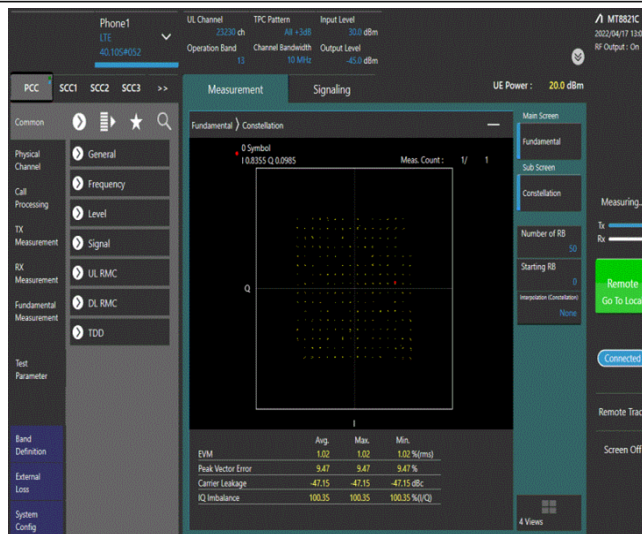 Phone1
LTE
40.105#052
UL Channel
TPC Pattern
Input Level
23230 ch
All +3dB
30.0 dBm
Operation Band
Channel Bandwidth
Output Level
13
10 MHz
-45.0 dBm
MT8821C
2022/04/17 13:0
RF Output : On
PCC
SCC1
SCC2
SCC3
>>
Measurement
Signaling
UE Power :
20.0 dBm
Common
Physical
Channel
Call
Processing
TX
Measurement
RX
Measurement
Fundamental
Measurement
Test
Parameter
Band
Definition
External
Loss
System
Config
General
Frequency
Level
Signal
UL RMC
DL RMC
TDD
Fundamental
Constellation
0 Symbol
I 0.8355 Q 0.0985
Meas. Count :
1/
1
Q
I
Avg.
Max.
Min.
EVM
1.02
1.02
1.02 %(rms)
Peak Vector Error
9.47
9.47
9.47 %
Carrier Leakage
-47.15
-47.15
-47.15 dBc
IQ Imbalance
100.35
100.35
100.35 %(I/Q)
Main Screen
Fundamental
Sub Screen
Constellation
Number of RB
50
Starting RB
0
Interpolation (Constellation)
None
4 Views
Measuring..
Tx
Rx
Remote
Go To Loca
Connected
Remote Trac
Screen Off